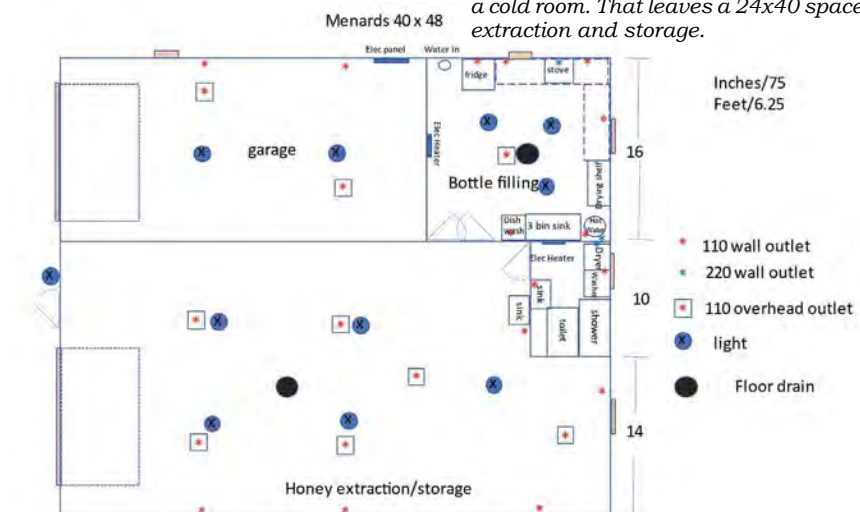 a cold room. That leaves a 24x40 space
extraction and storage.
Menards 40 x 48
Elec panel
Water in
fridge
stove
Inches/75
Feet/6.25
garage
Elec Heater
16
Bottle filling
Drying shelf
Dish
wash
3 bin sink
Hot
Water
110 wall outlet
220 wall outlet
110 overhead outlet
light
Floor drain
Elec Heater
Dryer
Washer
10
sink
sink
toilet
shower
14
Honey extraction/storage